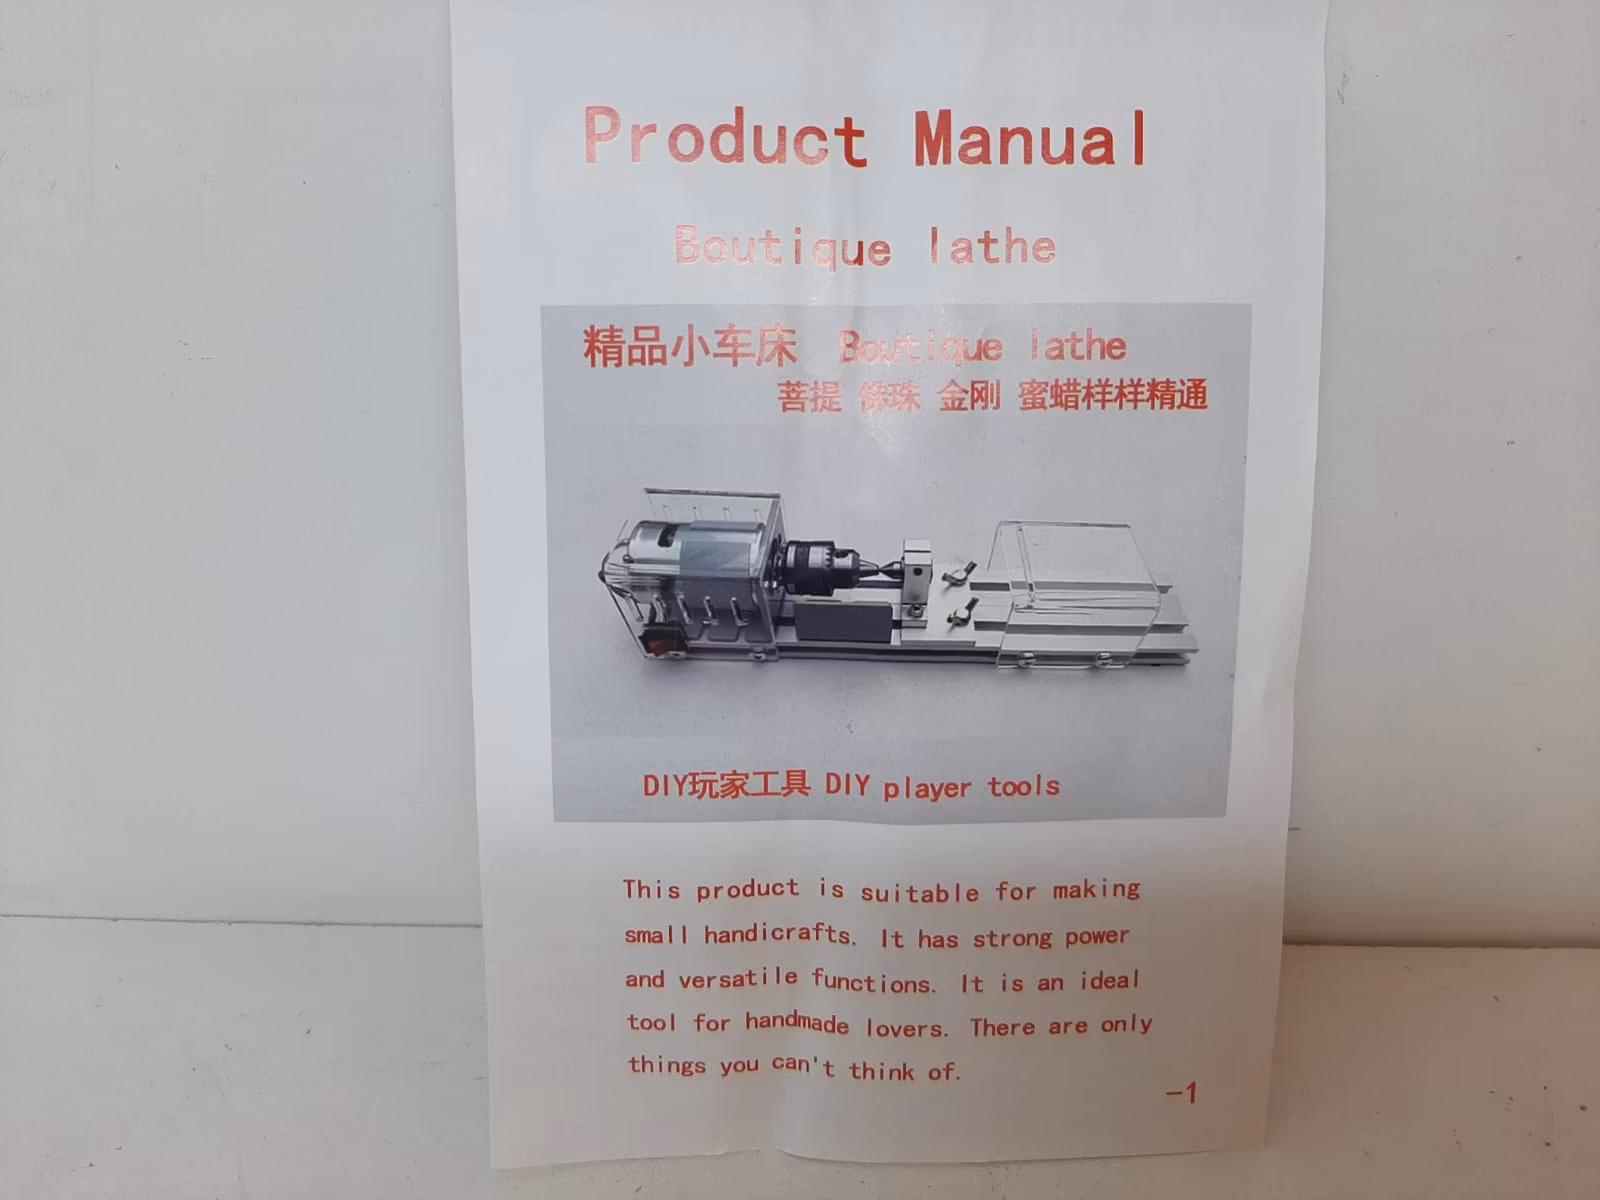 Product Manual
Boutique lathe
精品小车床 Boutique lathe
菩提 佛珠 金刚 蜜蜡样样精通
DIY玩家工具 DIY player tools
This product is suitable for making
small handicrafts. It has strong power
and versatile functions. It is an ideal
tool for handmade lovers. There are only
things you can't think of.
-1